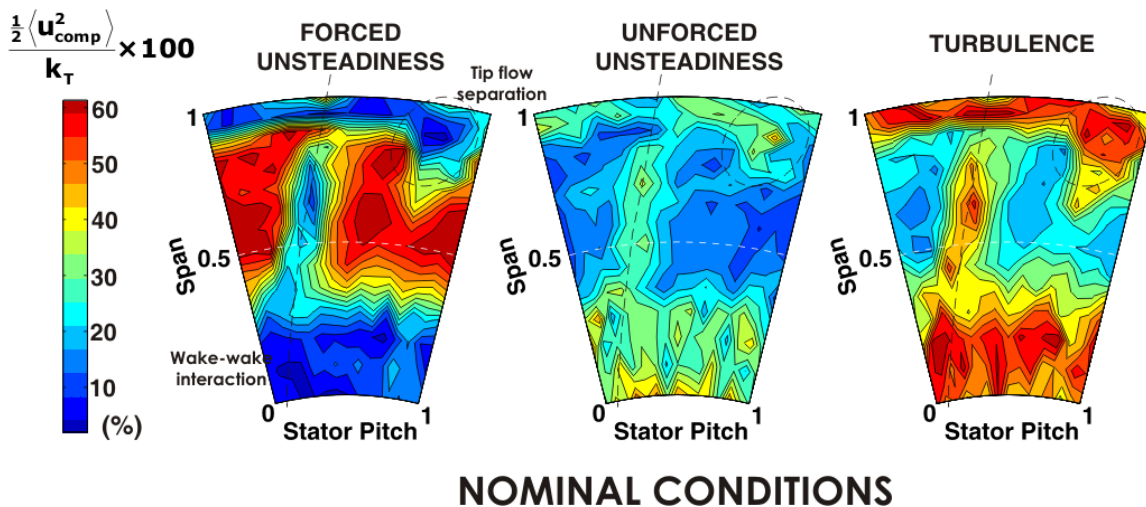 ½ ⟨u²comp⟩ / k_T ×100
FORCED
UNSTEADINESS
UNFORCED
UNSTEADINESS
TURBULENCE
Tip flow
separation
60
50
40
30
20
10
(%)
1
0.5
Span
Wake-wake
interaction
0
1
Stator Pitch
1
0.5
Span
0
1
Stator Pitch
1
0.5
Span
0
1
Stator Pitch
NOMINAL CONDITIONS